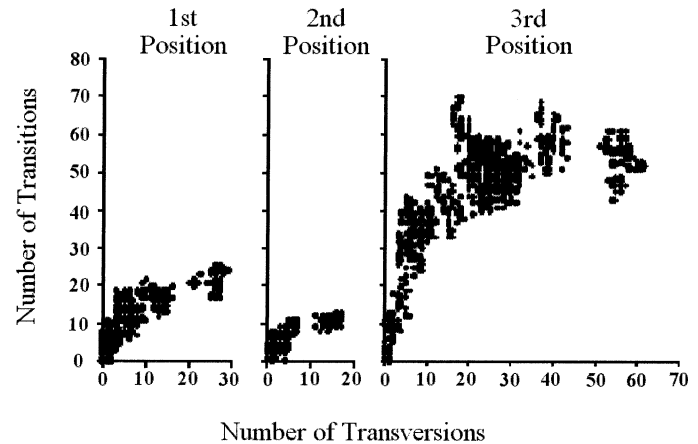 1st
Position
2nd
Position
3rd
Position
Number of Transitions
80
70
60
50
40
30
20
10
0
0 10 20 30
0 10 20
0 10 20 30 40 50 60 70
Number of Transversions